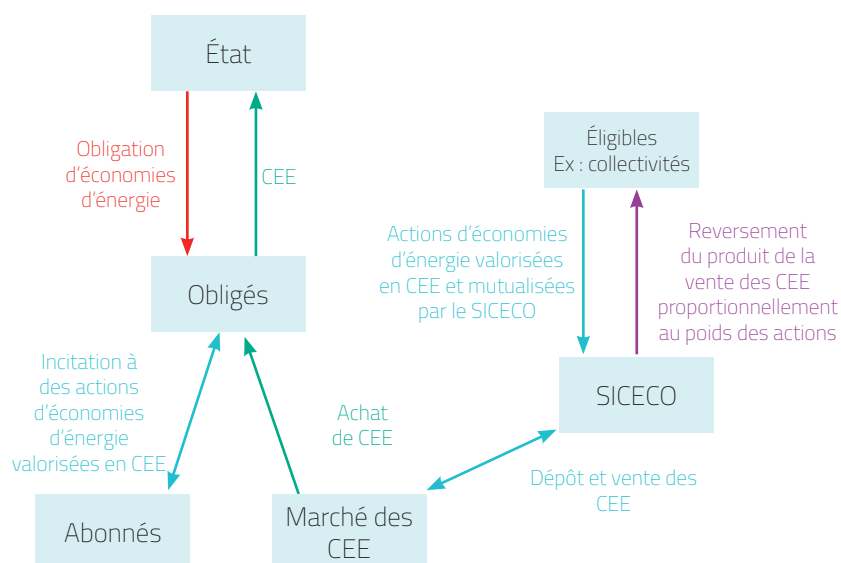 État
Obligation
d'économies
d'énergie
CEE
Éligibles
Ex : collectivités
Actions d'économies
d'énergie valorisées
en CEE et mutualisées
par le SICECO
Reversement
du produit de la
vente des CEE
proportionnellement
au poids des actions
Obligés
Incitation à
des actions
d'économies
d'énergie
valorisées en CEE
Achat
de CEE
SICECO
Dépôt et vente des
CEE
Abonnés
Marché des
CEE